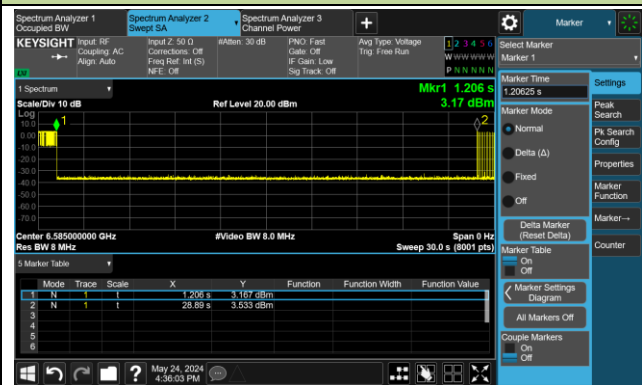 Spectrum Analyzer 1
Occupied BW
Spectrum Analyzer 2
Swept SA
Spectrum Analyzer 3
Channel Power
+
Marker
KEYSIGHT
Input: RF
Coupling: AC
Align: Auto
Input Z: 50 Ω
Corrections: Off
Freq Ref: Int (S)
NFE: Off
#Atten: 30 dB
PNO: Fast
Gate: Off
IF Gain: Low
Sig Track: Off
Avg Type: Voltage
Trig: Free Run
1 2 3 4 5 6
W W W W W W
P N N N N N
Select Marker
Marker 1
1 Spectrum
Mkr1 1.206 s
3.17 dBm
Scale/Div 10 dB
Ref Level 20.00 dBm
Log
10.0
0.00
-10.0
-20.0
-30.0
-40.0
-50.0
-60.0
-70.0
1
2
Center 6.585000000 GHz
Res BW 8 MHz
#Video BW 8.0 MHz
Span 0 Hz
Sweep 30.0 s (8001 pts)
5 Marker Table
Mode Trace Scale X Y Function Function Width Function Value
1 N 1 t 1.206 s 3.167 dBm
2 N 1 t 28.89 s 3.533 dBm
3
4
5
6
Marker Time
1.20625 s
Marker Mode
Normal
Delta (Δ)
Fixed
Off
Delta Marker
(Reset Delta)
Marker Table
On
Off
Marker Settings
Diagram
All Markers Off
Couple Markers
On
Off
Settings
Peak
Search
Pk Search
Config
Properties
Marker
Function
Marker→
Counter
?
May 24, 2024
4:36:03 PM